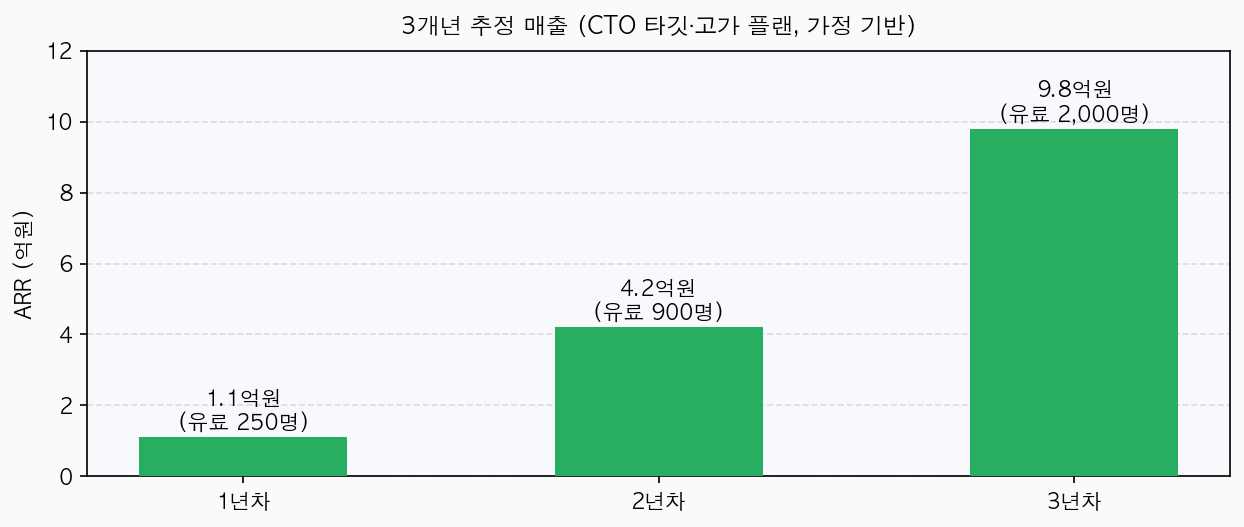 3개년 추정 매출 (CTO 타깃·고가 플랜, 가정 기반)
ARR (억원)
12
10
8
6
4
2
0
1.1억원
(유료 250명)
4.2억원
(유료 900명)
9.8억원
(유료 2,000명)
1년차
2년차
3년차